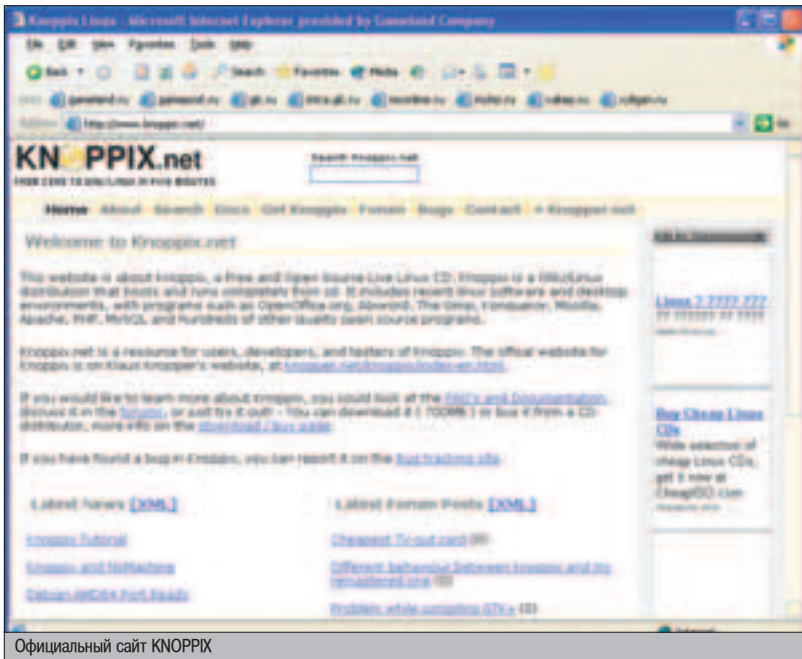 Knoppix Linux - Microsoft Internet Explorer provided by Gameland Company
File Edit View Favorites Tools Help
Back Search Favorites Media
gameland.ru
http://www.knoppix.net/ Go
KNOPPIX.net
Search Knoppix.net
Home About Search Docs Get Knoppix Forum Bugs Contact
Welcome to Knoppix.net
This website is about Knoppix, a Free and Open Source Live Linux CD. Knoppix is a GNU/Linux
distribution that boots and runs completely from cd. It includes recent linux software and desktop
environments, with programs such as OpenOffice.org, Abiword, The Gimp, Konqueror, Mozilla,
Apache, PHP, MySQL, and hundreds of other quality open source programs.
Knoppix.net is a resource for users, developers, and testers of Knoppix. The offical website for
Knoppix is on Klaus Knopper's website, at knopper.net/knoppix/index-en.html.
If you would like to learn more about Knoppix, you could look at the FAQ's and Documentation,
discuss it in the forums, or just try it out! - You can download it ( 700MB ) or buy it from a CD
distributor, more info on the download / buy page.
If you have found a bug in Knoppix, you can report it on the bug tracking site.
Latest News [XML]
Knoppix Tutorial
Knoppix and NoMachine
Debian AMD64 Port Ready
Latest Forum Posts [XML]
Cheapest Tv-out card (0)
Different behaviour between knoppix and my
remastered one (0)
Problem while compiling GTK+ (0)
Linux ? ???? ???
?? ?????? ?? ????
Buy Cheap Linux
CDs
Wide selection of
cheap Linux CDs,
get it now at
CheapISO.com
Internet
Официальный сайт KNOPPIX